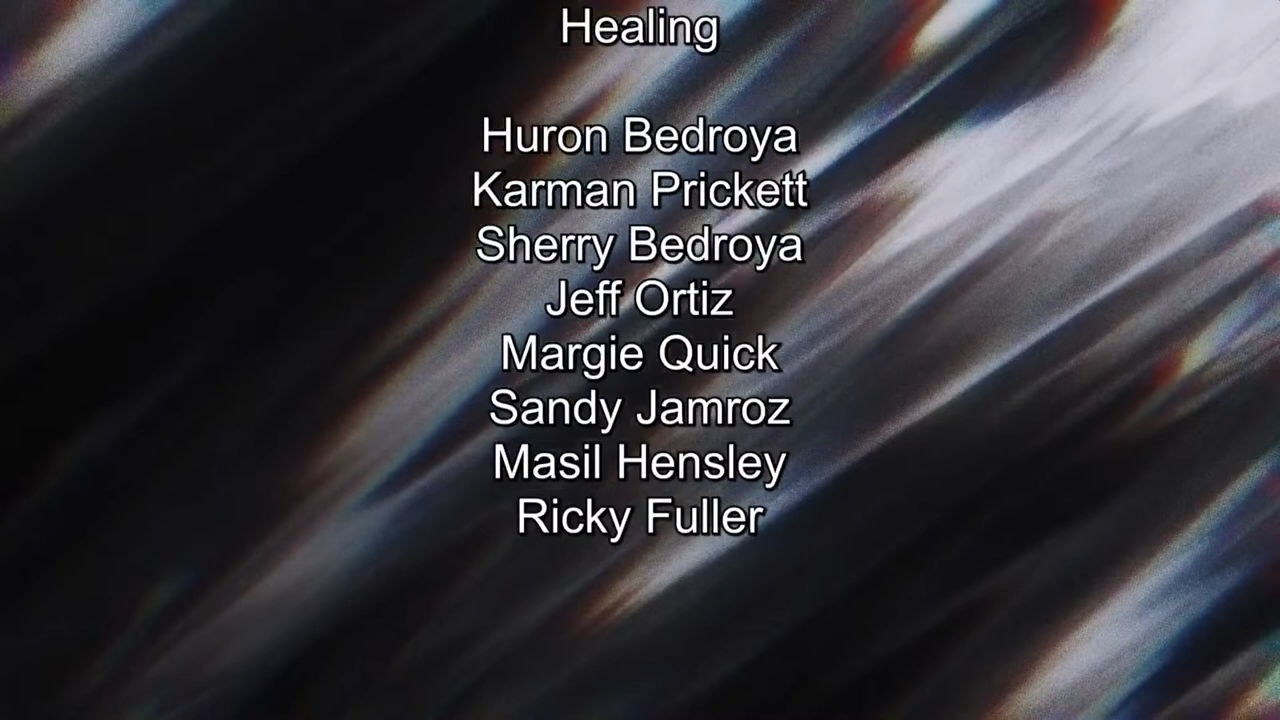 Healing
Huron Bedroya
Karman Prickett
Sherry Bedroya
Jeff Ortiz
Margie Quick
Sandy Jamroz
Masil Hensley
Ricky Fuller